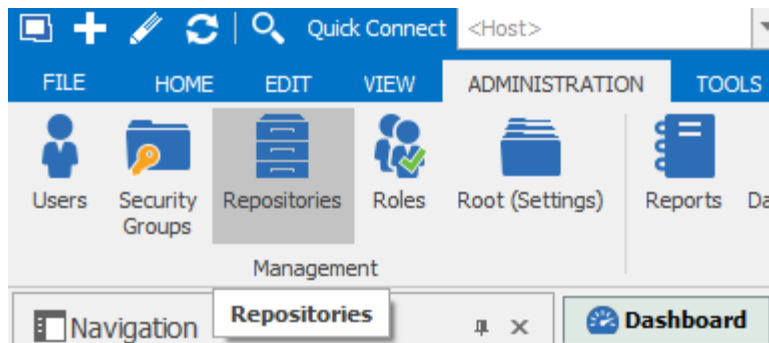 Quick Connect <Host>
FILE HOME EDIT VIEW ADMINISTRATION TOOLS
Users Security Groups Repositories Roles Root (Settings) Reports
Management
Navigation Repositories Dashboard